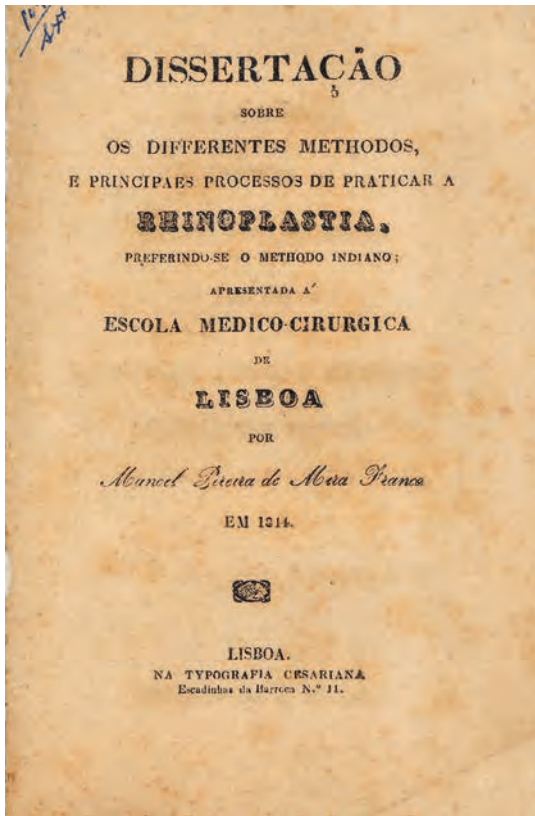 DISSERTAÇÃO
SOBRE
OS DIFFERENTES METHODOS,
E PRINCIPAES PROCESSOS DE PRATICAR A
RHINOPLASTIA,
PREFERINDO-SE O METHODO INDIANO;
APRESENTADA A'
ESCOLA MEDICO-CIRURGICA
DE
LISBOA
POR
Manoel Pereira de Mira Franco
EM 1844.
LISBOA.
NA TYPOGRAFIA CESARIANA
Escadinhas da Barroca N.º 11.